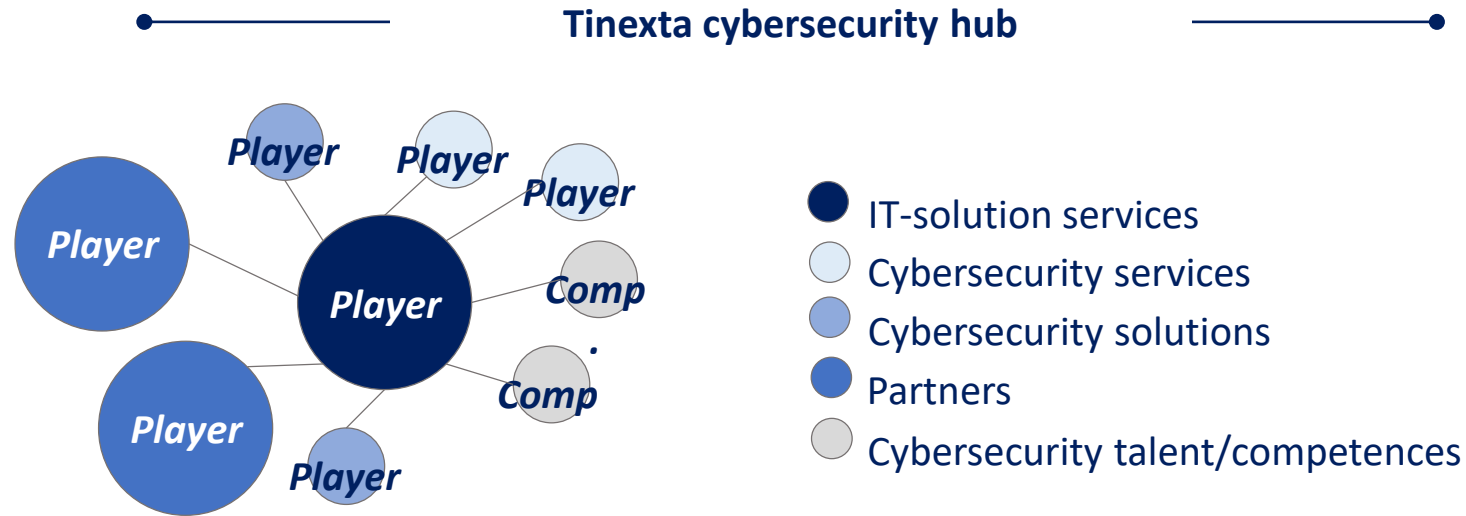 Tinexta cybersecurity hub
Player
Player
Player
Player
Player
Comp
.
Comp
Player
Player
IT-solution services
Cybersecurity services
Cybersecurity solutions
Partners
Cybersecurity talent/competences